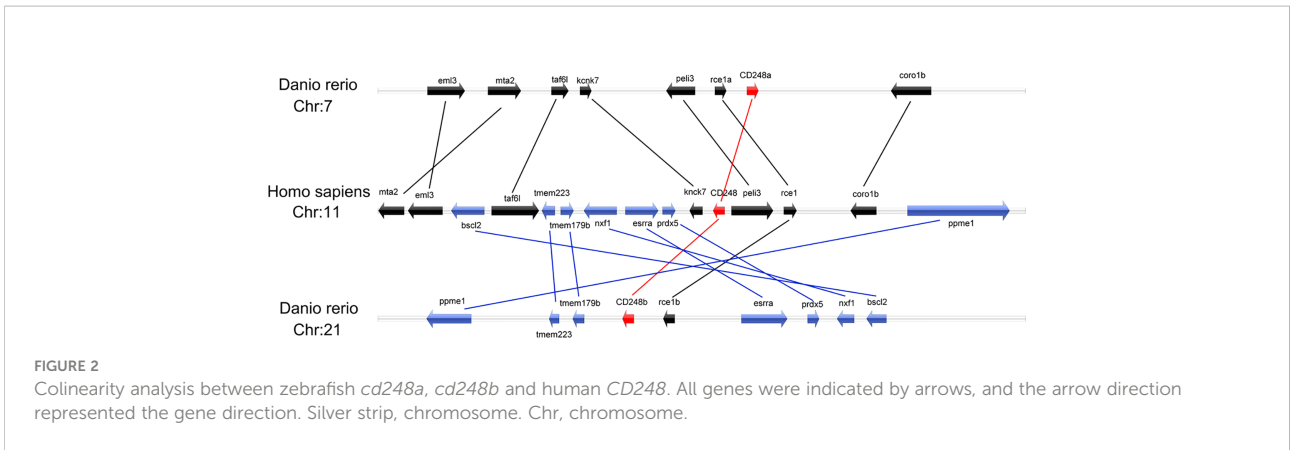 Danio rerio
Chr:7
eml3
mta2
taf6l
kcnk7
peli3
rce1a
CD248a
coro1b
Homo sapiens
Chr:11
mta2
eml3
bscl2
taf6l
tmem223
tmem179b
nxf1
esrra
prdx5
knck7
CD248
peli3
rce1
coro1b
ppme1
Danio rerio
Chr:21
ppme1
tmem223
tmem179b
CD248b
rce1b
esrra
prdx5
nxf1
bscl2
FIGURE 2
Colinearity analysis between zebrafish cd248a, cd248b and human CD248. All genes were indicated by arrows, and the arrow direction
represented the gene direction. Silver strip, chromosome. Chr, chromosome.